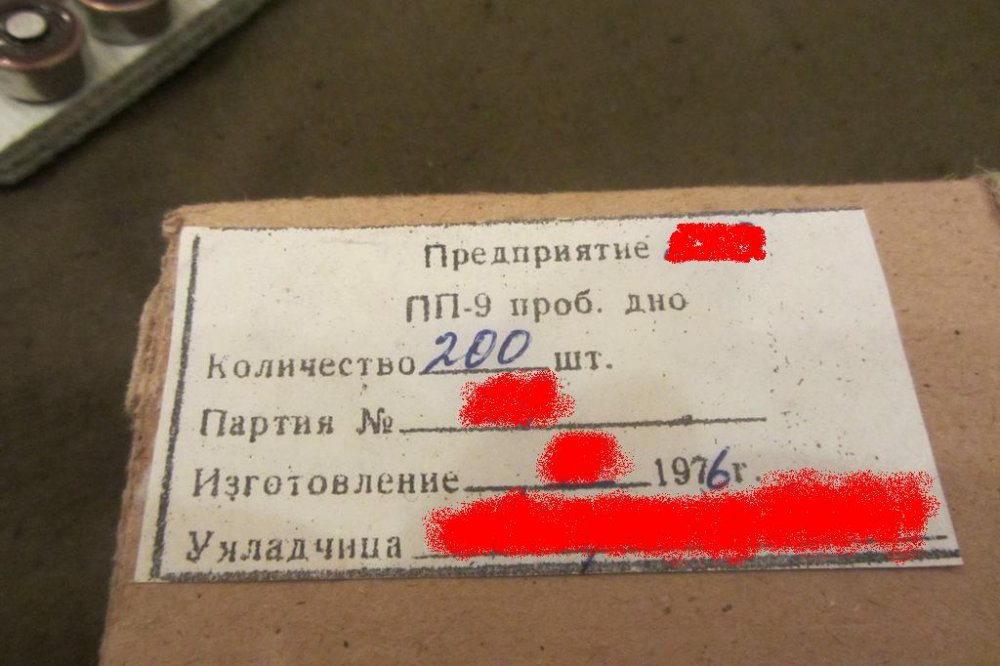 Предприятие
ПП-9 проб. дно
Количество 200 шт.
Партия №
Изготовление 1976г.
Укладчица